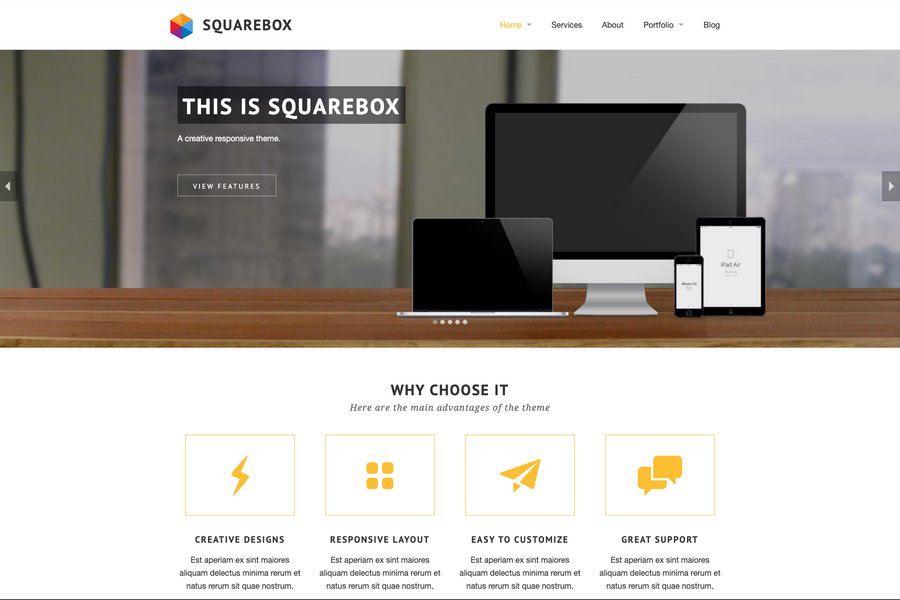 SQUAREBOX
Home Services About Portfolio Blog
THIS IS SQUAREBOX
A creative responsive theme.
VIEW FEATURES
iPad Air
WHY CHOOSE IT
Here are the main advantages of the theme
CREATIVE DESIGNS
Est aperiam ex sint maiores
aliquam delectus minima rerum et
natus rerum sit quae nostrum.
RESPONSIVE LAYOUT
Est aperiam ex sint maiores
aliquam delectus minima rerum et
natus rerum sit quae nostrum.
EASY TO CUSTOMIZE
Est aperiam ex sint maiores
aliquam delectus minima rerum et
natus rerum sit quae nostrum.
GREAT SUPPORT
Est aperiam ex sint maiores
aliquam delectus minima rerum et
natus rerum sit quae nostrum.